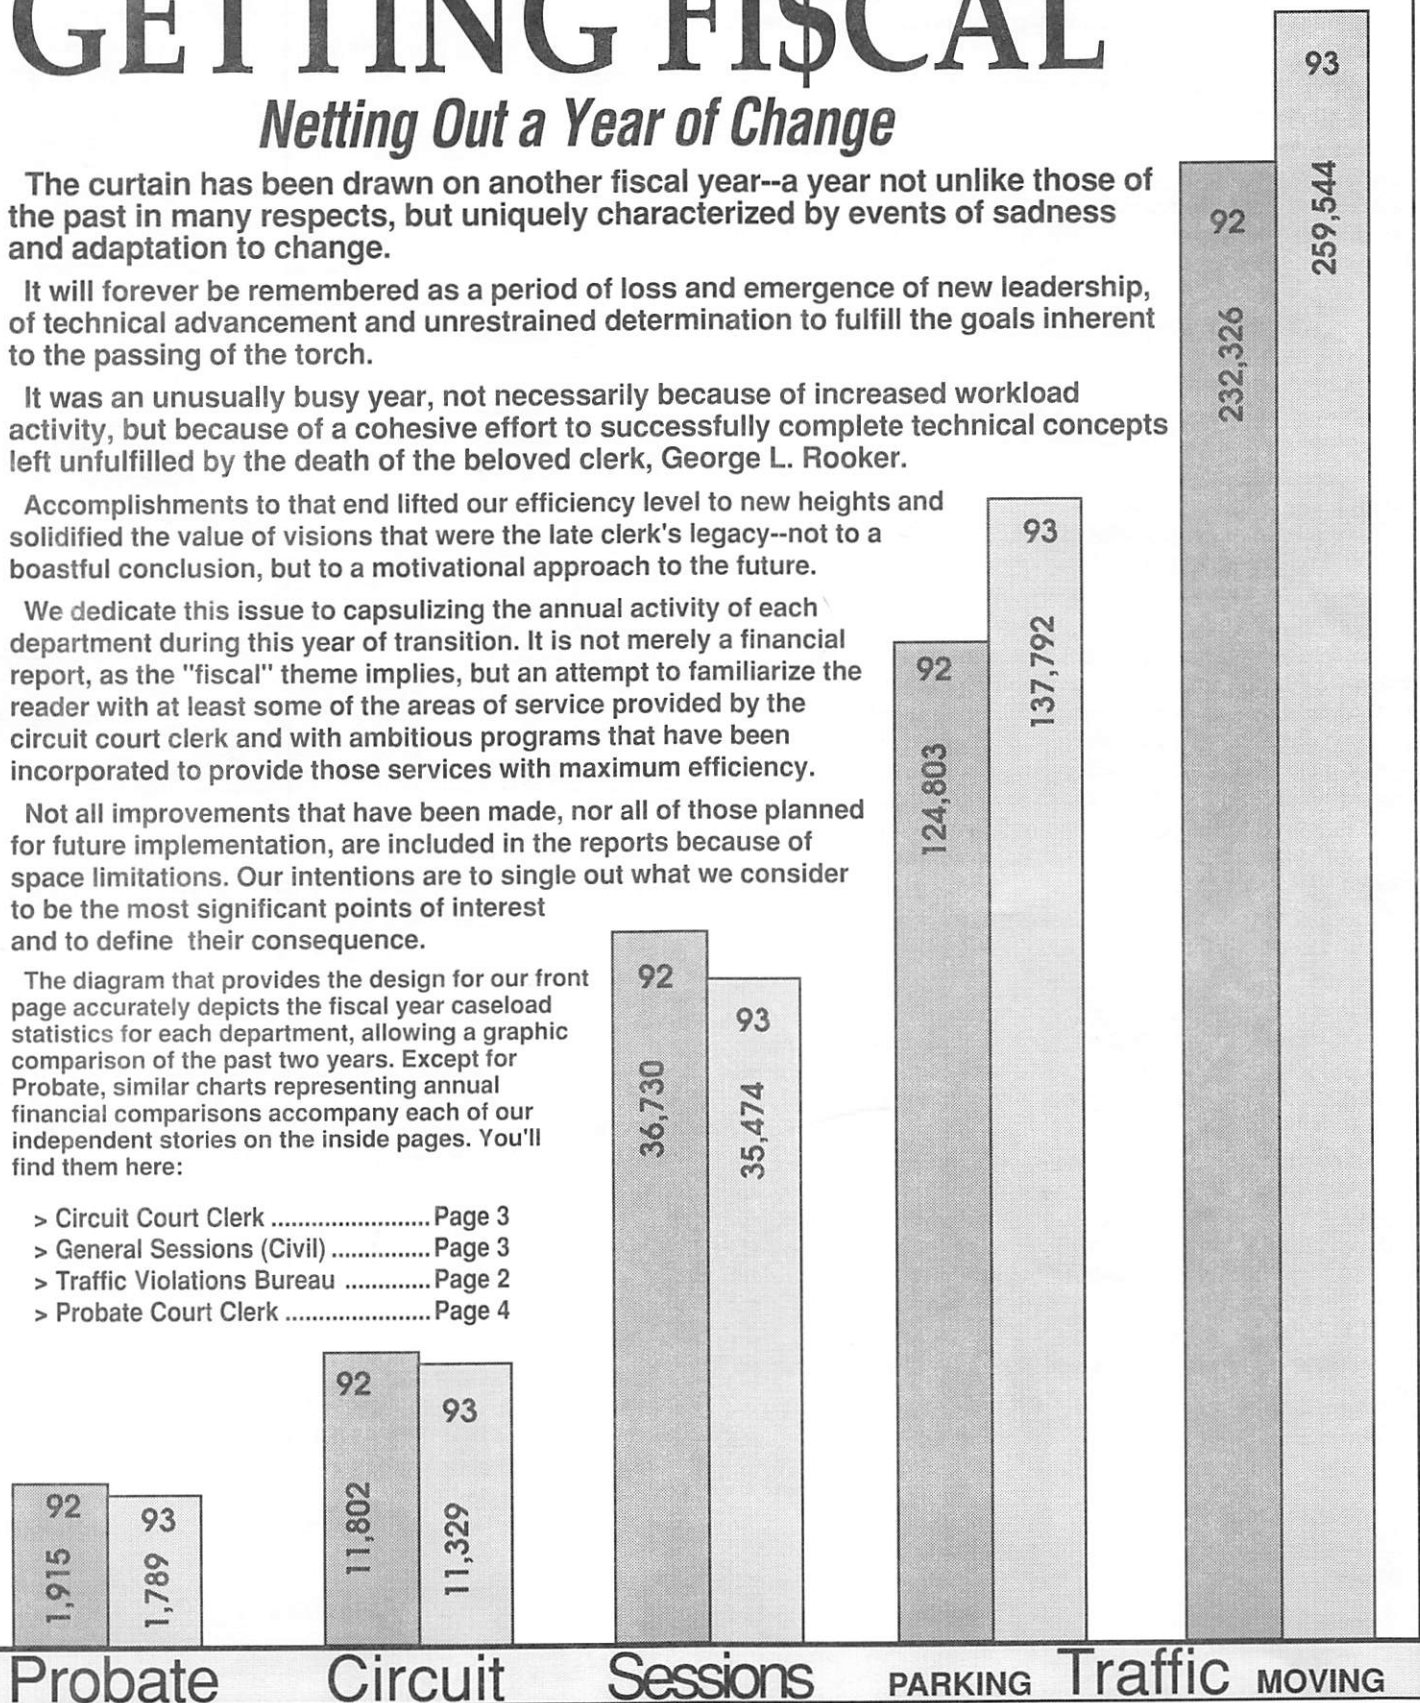 GETTING FI$CAL
Netting Out a Year of Change
The curtain has been drawn on another fiscal year--a year not unlike those of
the past in many respects, but uniquely characterized by events of sadness
and adaptation to change.
It will forever be remembered as a period of loss and emergence of new leadership,
of technical advancement and unrestrained determination to fulfill the goals inherent
to the passing of the torch.
It was an unusually busy year, not necessarily because of increased workload
activity, but because of a cohesive effort to successfully complete technical concepts
left unfulfilled by the death of the beloved clerk, George L. Rooker.
Accomplishments to that end lifted our efficiency level to new heights and
solidified the value of visions that were the late clerk's legacy--not to a
boastful conclusion, but to a motivational approach to the future.
We dedicate this issue to capsulizing the annual activity of each
department during this year of transition. It is not merely a financial
report, as the "fiscal" theme implies, but an attempt to familiarize the
reader with at least some of the areas of service provided by the
circuit court clerk and with ambitious programs that have been
incorporated to provide those services with maximum efficiency.
Not all improvements that have been made, nor all of those planned
for future implementation, are included in the reports because of
space limitations. Our intentions are to single out what we consider
to be the most significant points of interest
and to define their consequence.
The diagram that provides the design for our front
page accurately depicts the fiscal year caseload
statistics for each department, allowing a graphic
comparison of the past two years. Except for
Probate, similar charts representing annual
financial comparisons accompany each of our
independent stories on the inside pages. You'll
find them here:
> Circuit Court Clerk ........................ Page 3
> General Sessions (Civil) ............... Page 3
> Traffic Violations Bureau ............. Page 2
> Probate Court Clerk ...................... Page 4
92
1,915
93
1,789
92
11,802
93
11,329
92
36,730
93
35,474
92
124,803
93
137,792
92
232,326
93
259,544
Probate Circuit Sessions PARKING Traffic MOVING